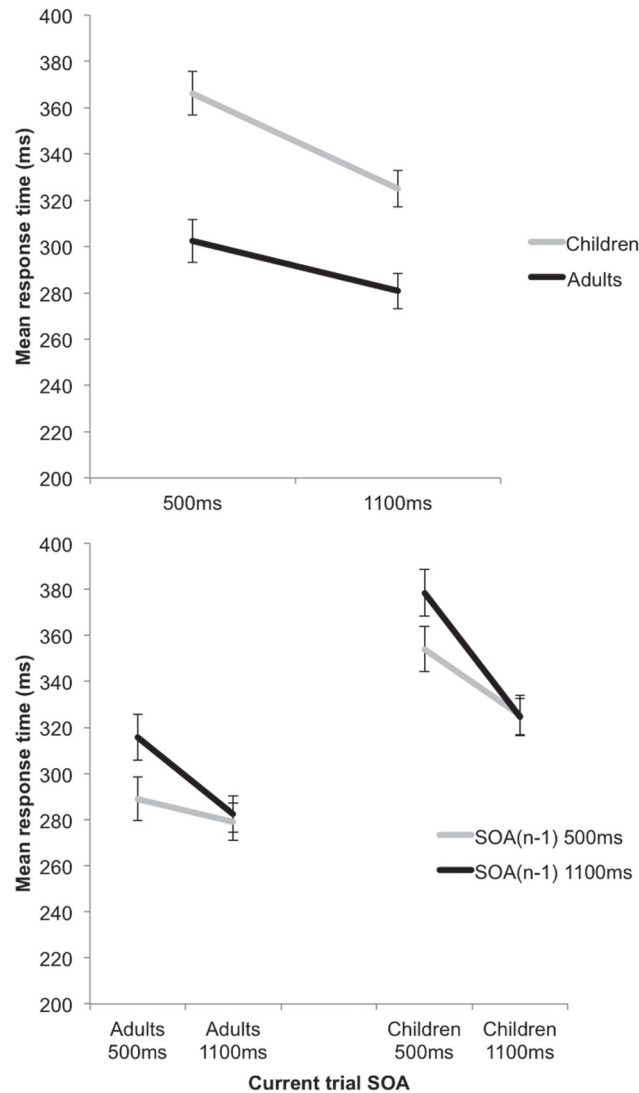 400
380
360
340
320
300
280
260
240
220
200
Mean response time (ms)
500ms
1100ms
Children
Adults
400
380
360
340
320
300
280
260
240
220
200
Mean response time (ms)
SOA(n-1) 500ms
SOA(n-1) 1100ms
Adults
500ms
Adults
1100ms
Children
500ms
Children
1100ms
Current trial SOA